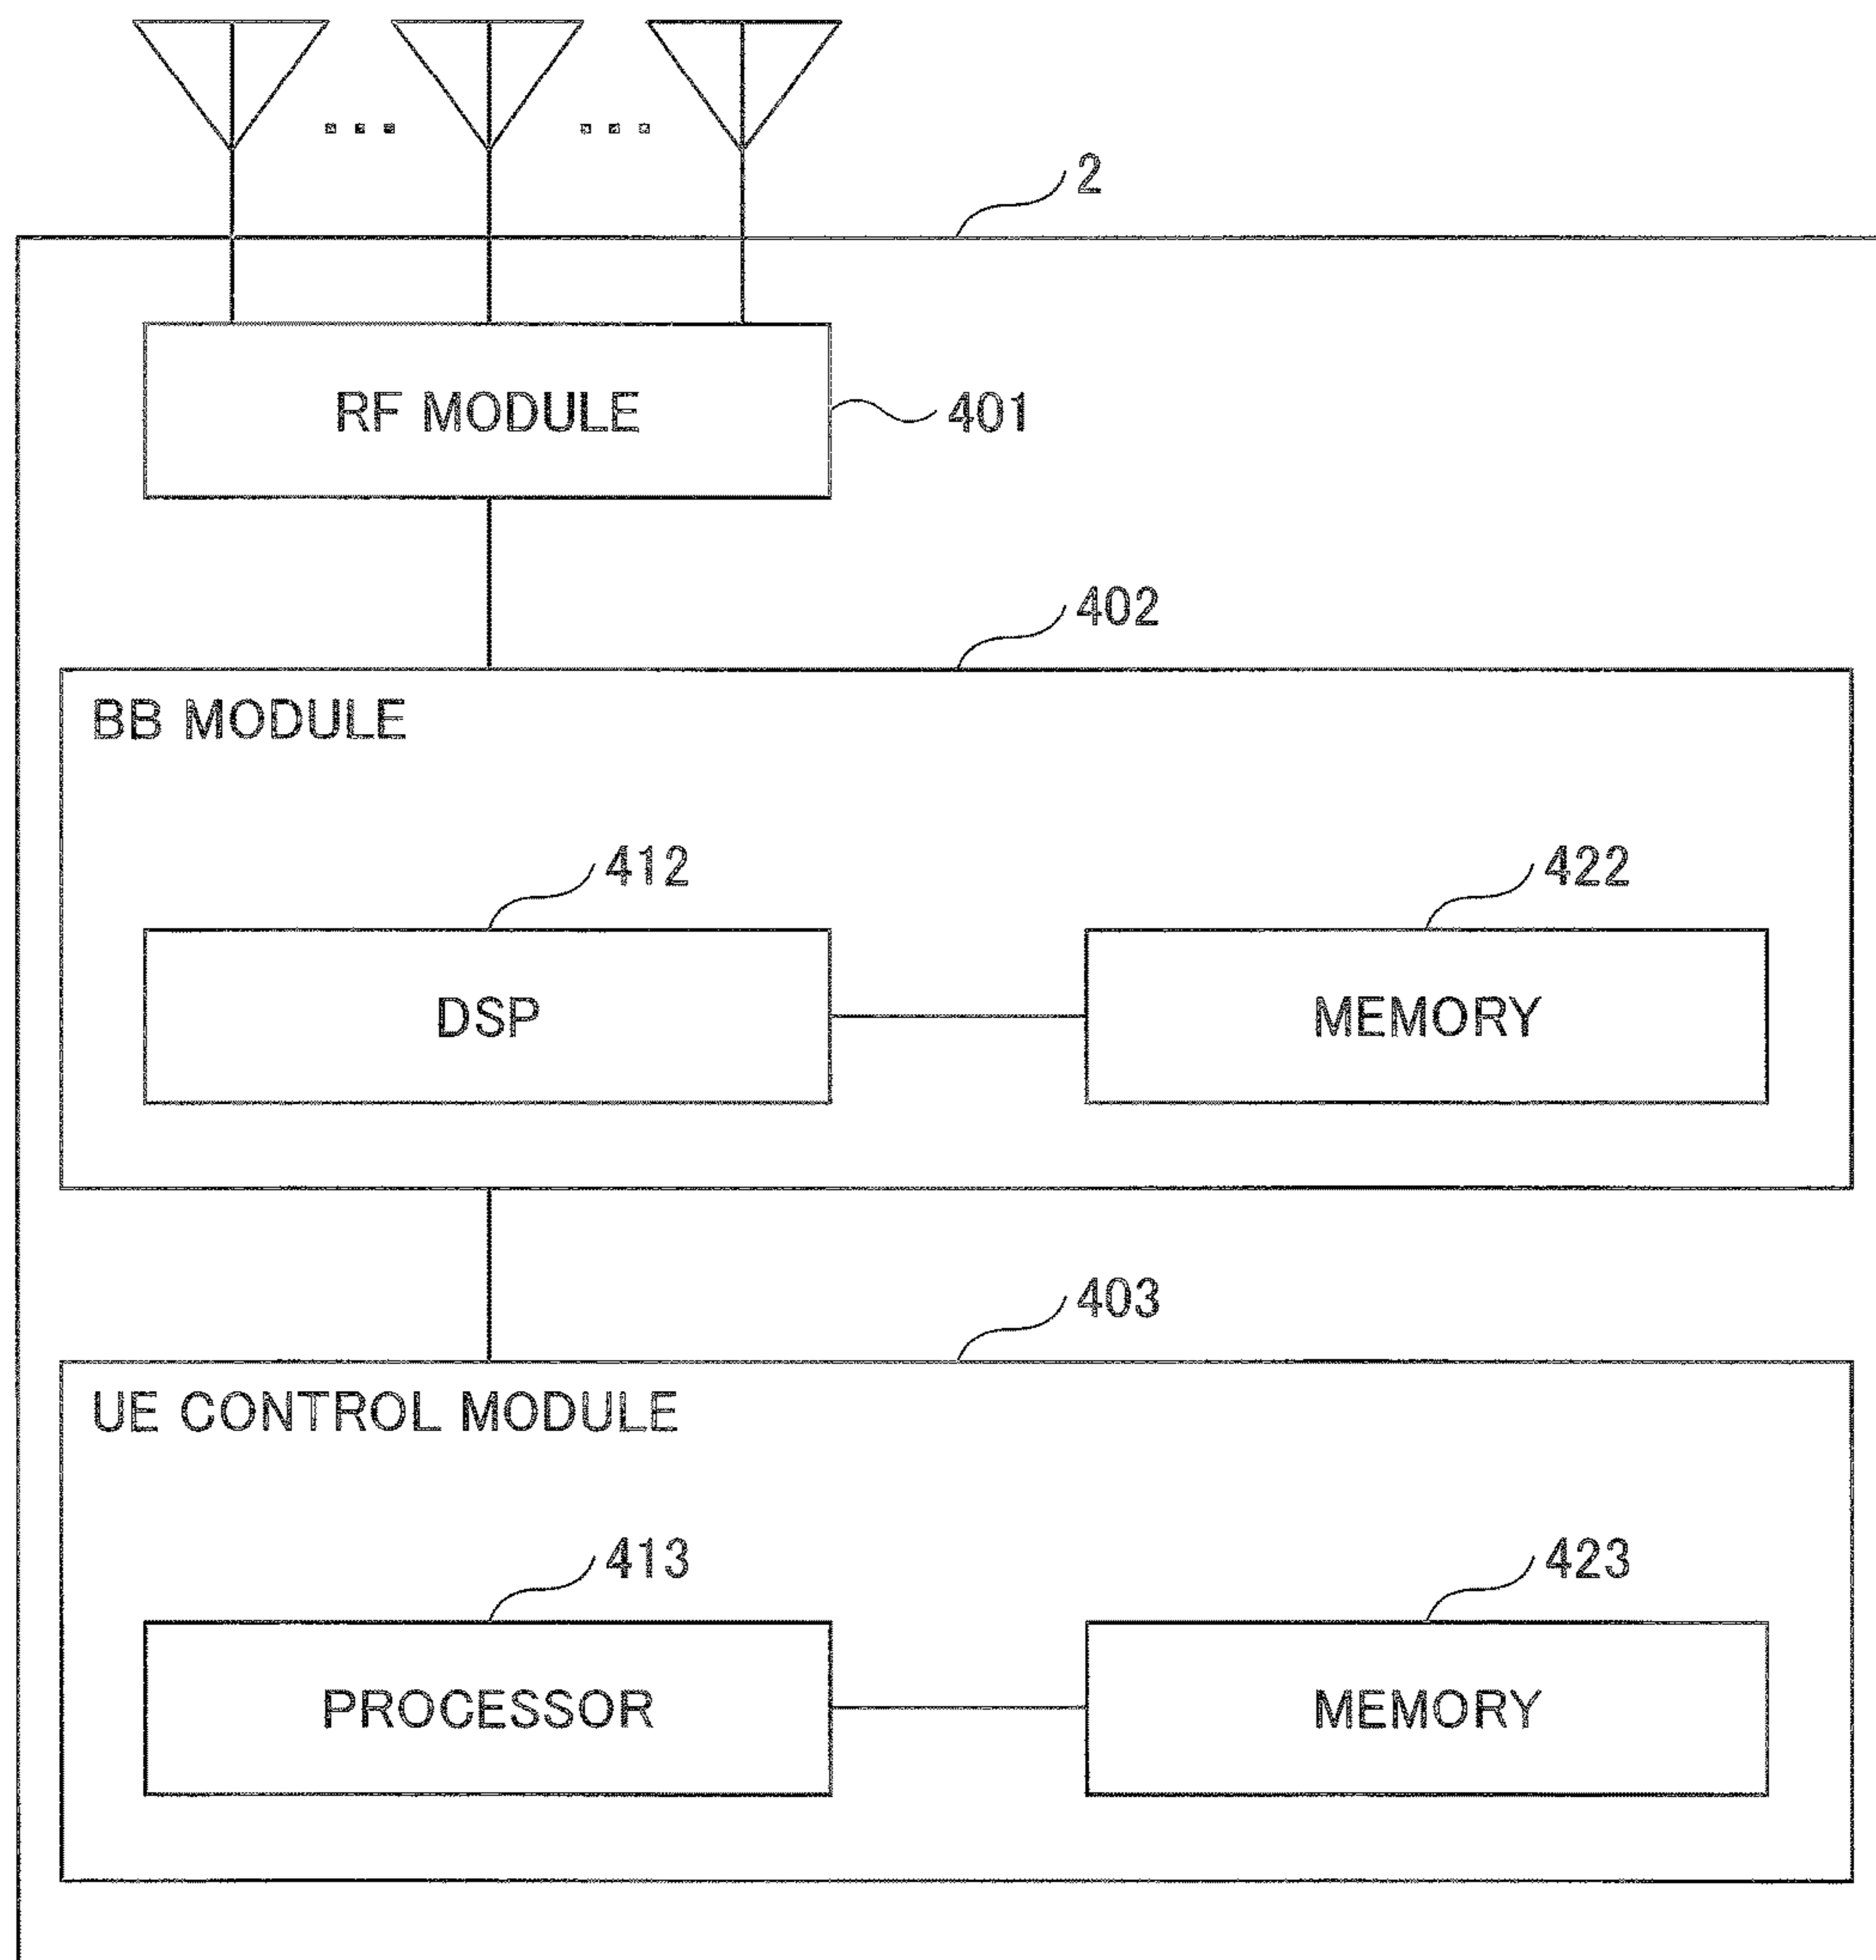 2
RF MODULE
401
402
BB MODULE
412
422
DSP
MEMORY
403
UE CONTROL MODULE
413
423
PROCESSOR
MEMORY